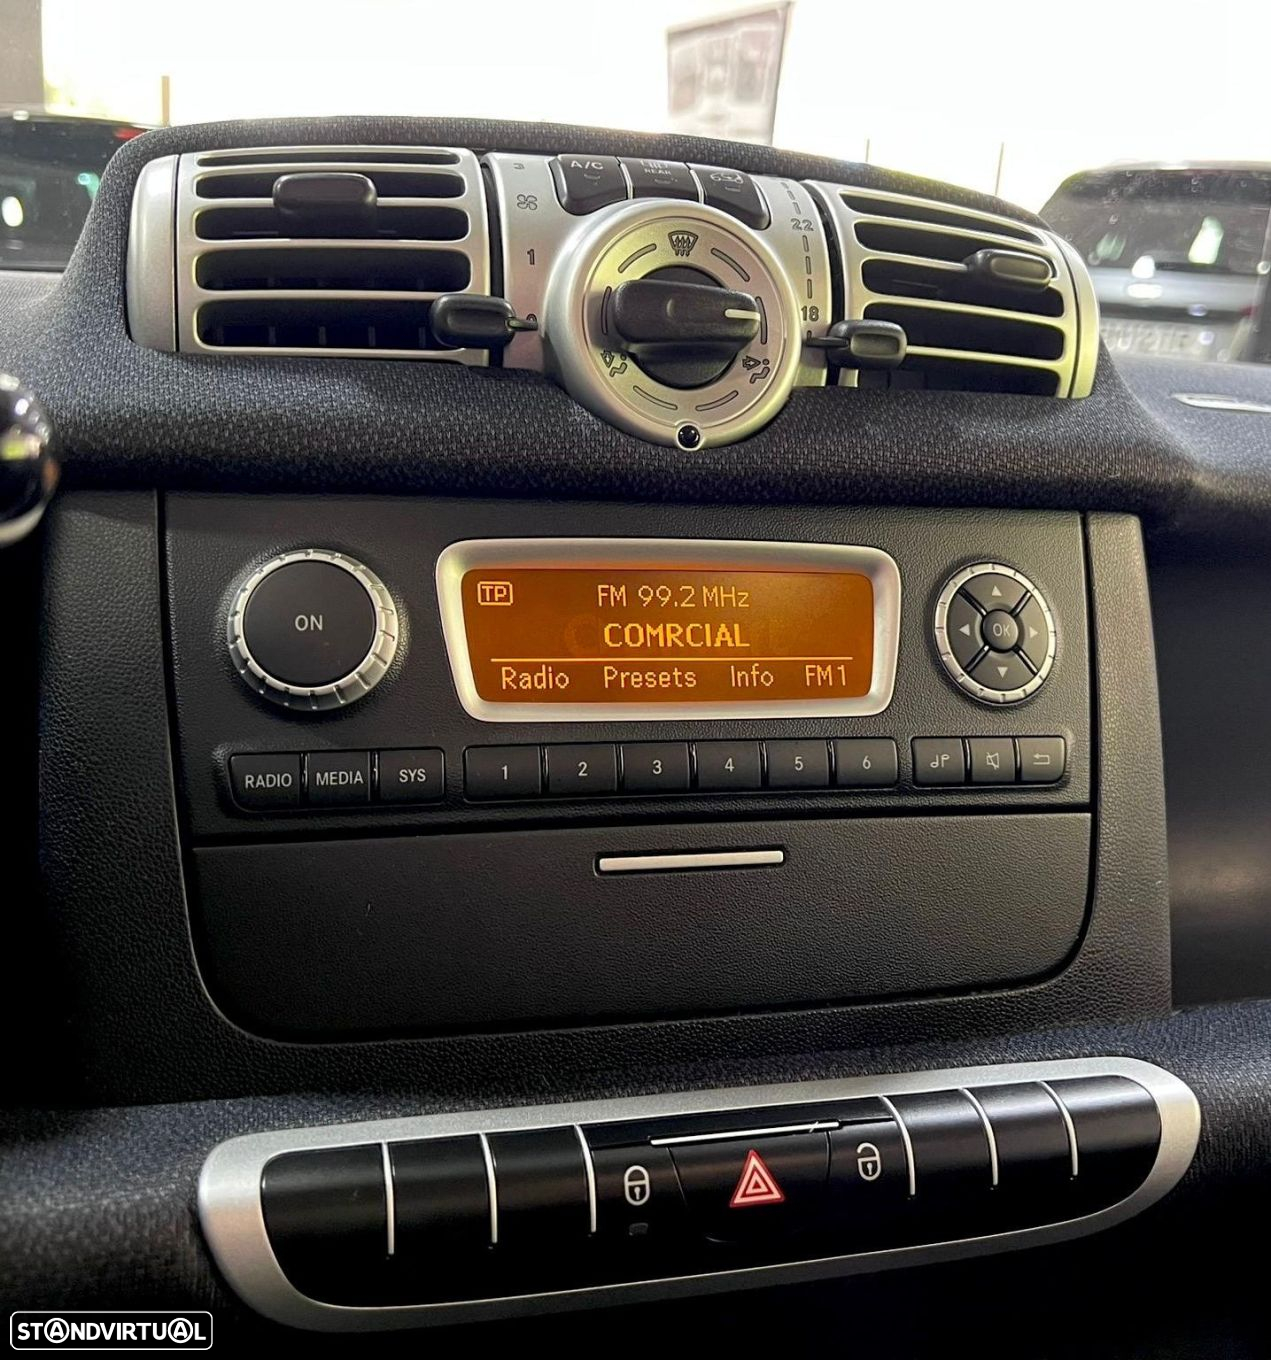 A/C
REAR
22
1
0
18
ON
TP
FM 99.2 MHz
COMRCIAL
Radio Presets Info FM1
OK
RADIO MEDIA SYS 1 2 3 4 5 6
STANDVIRTUAL